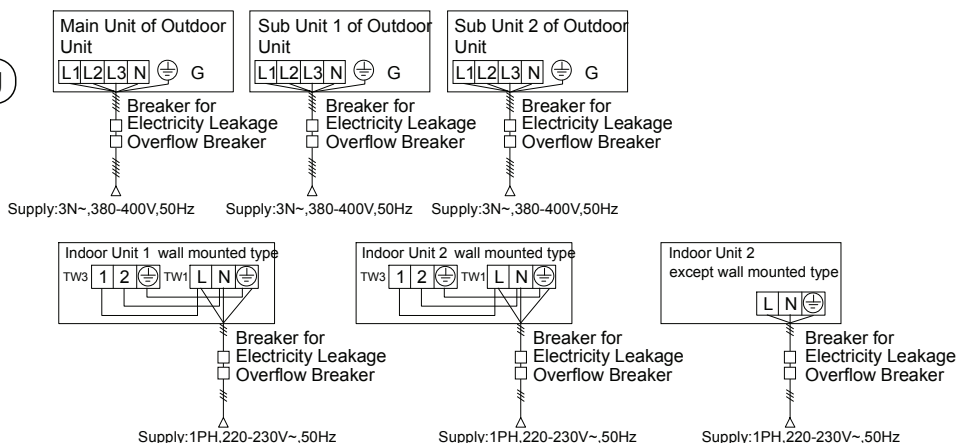 Main Unit of Outdoor
Unit
L1 L2 L3 N G
Breaker for
Electricity Leakage
Overflow Breaker
Supply:3N~,380-400V,50Hz
Sub Unit 1 of Outdoor
Unit
L1 L2 L3 N G
Breaker for
Electricity Leakage
Overflow Breaker
Supply:3N~,380-400V,50Hz
Sub Unit 2 of Outdoor
Unit
L1 L2 L3 N G
Breaker for
Electricity Leakage
Overflow Breaker
Supply:3N~,380-400V,50Hz
Indoor Unit 1 wall mounted type
TW3 1 2 TW1 L N
Breaker for
Electricity Leakage
Overflow Breaker
Supply:1PH,220-230V~,50Hz
Indoor Unit 2 wall mounted type
TW3 1 2 TW1 L N
Breaker for
Electricity Leakage
Overflow Breaker
Supply:1PH,220-230V~,50Hz
Indoor Unit 2
except wall mounted type
L N
Breaker for
Electricity Leakage
Overflow Breaker
Supply:1PH,220-230V~,50Hz